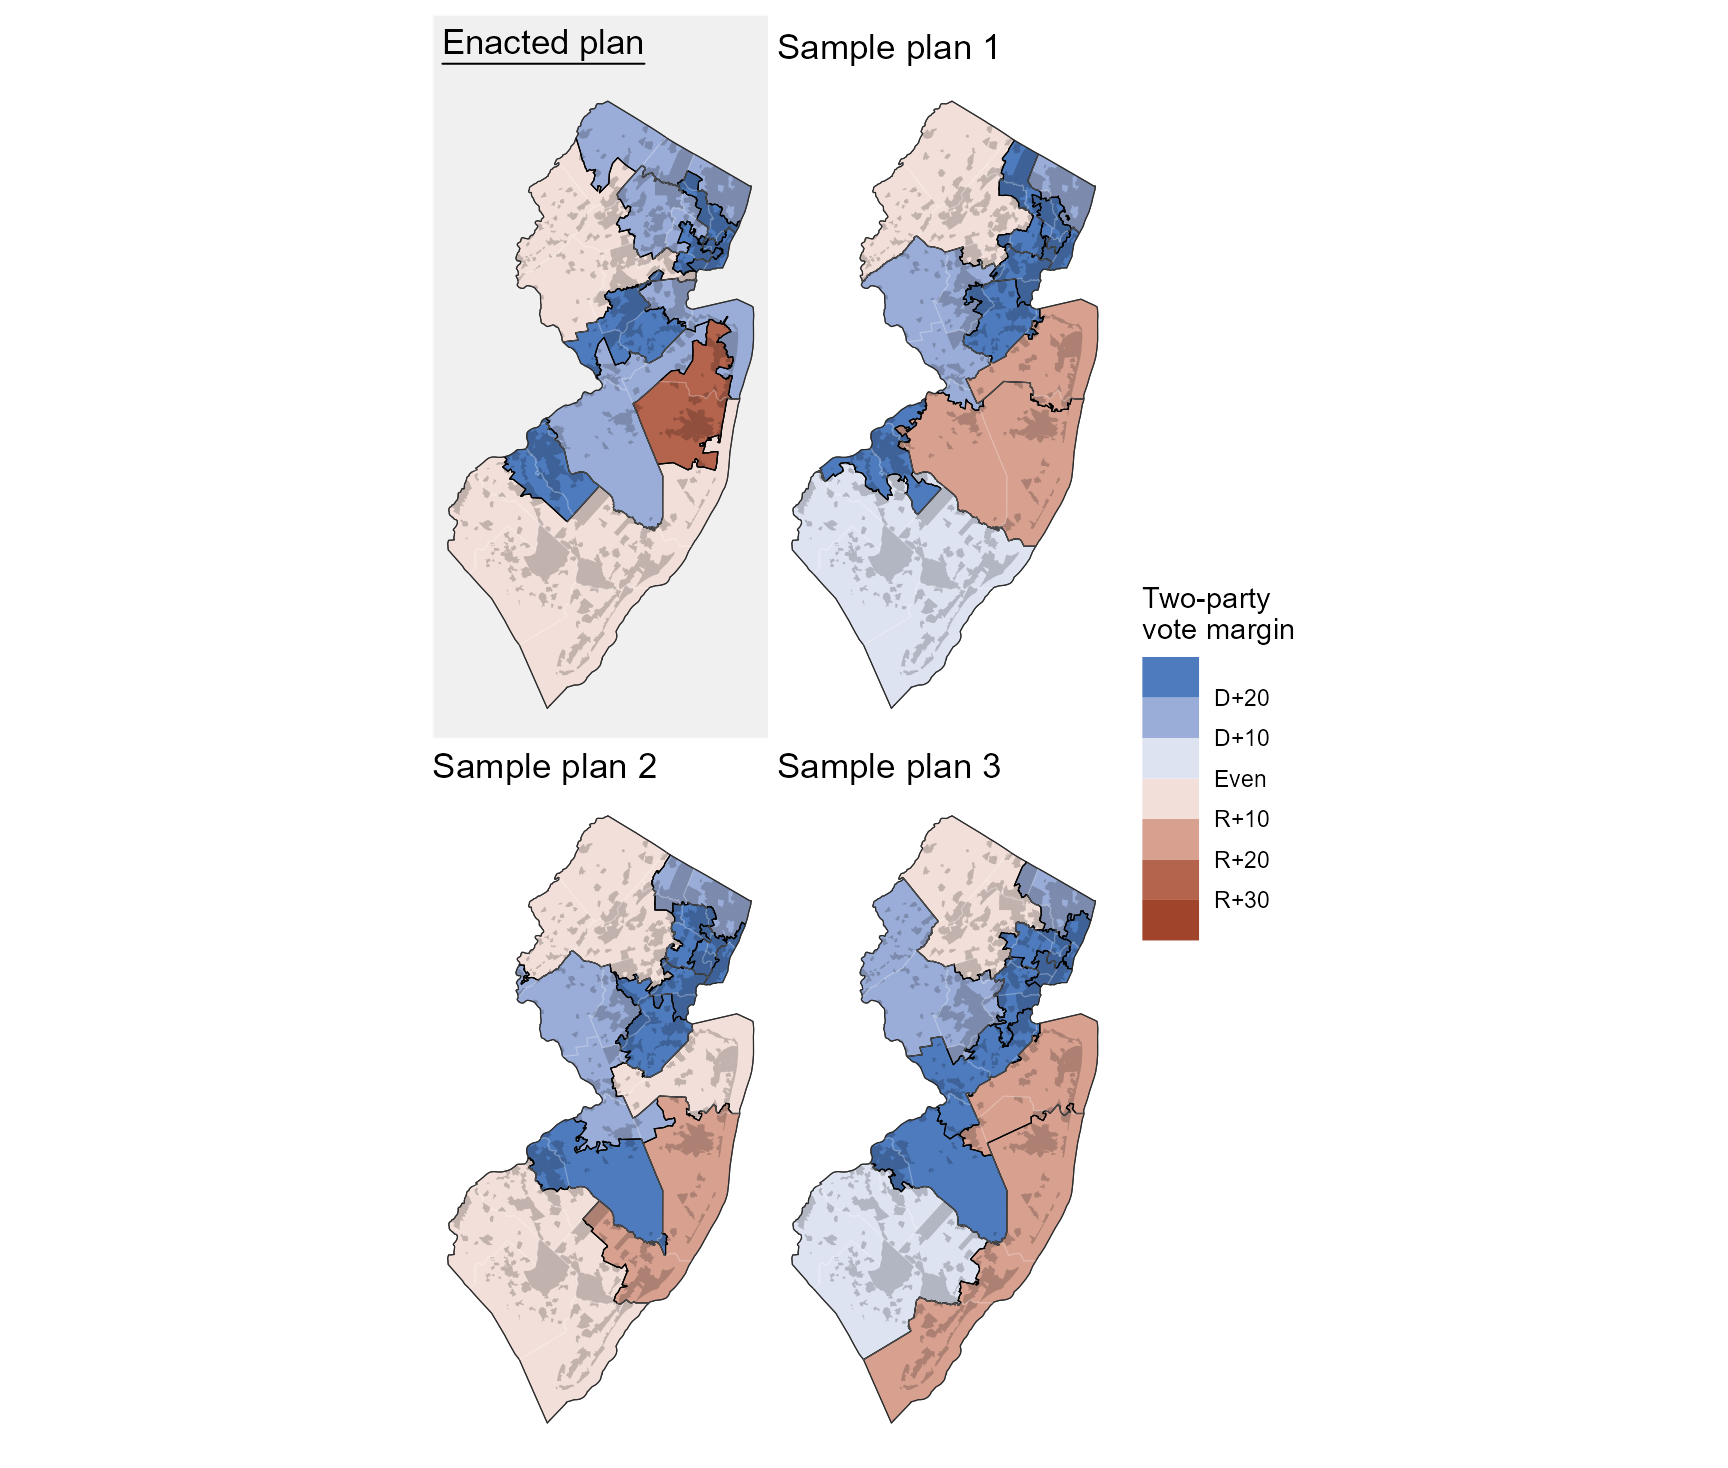 Enacted plan
Sample plan 1
Sample plan 2
Sample plan 3
Two-party
vote margin
D+20
D+10
Even
R+10
R+20
R+30